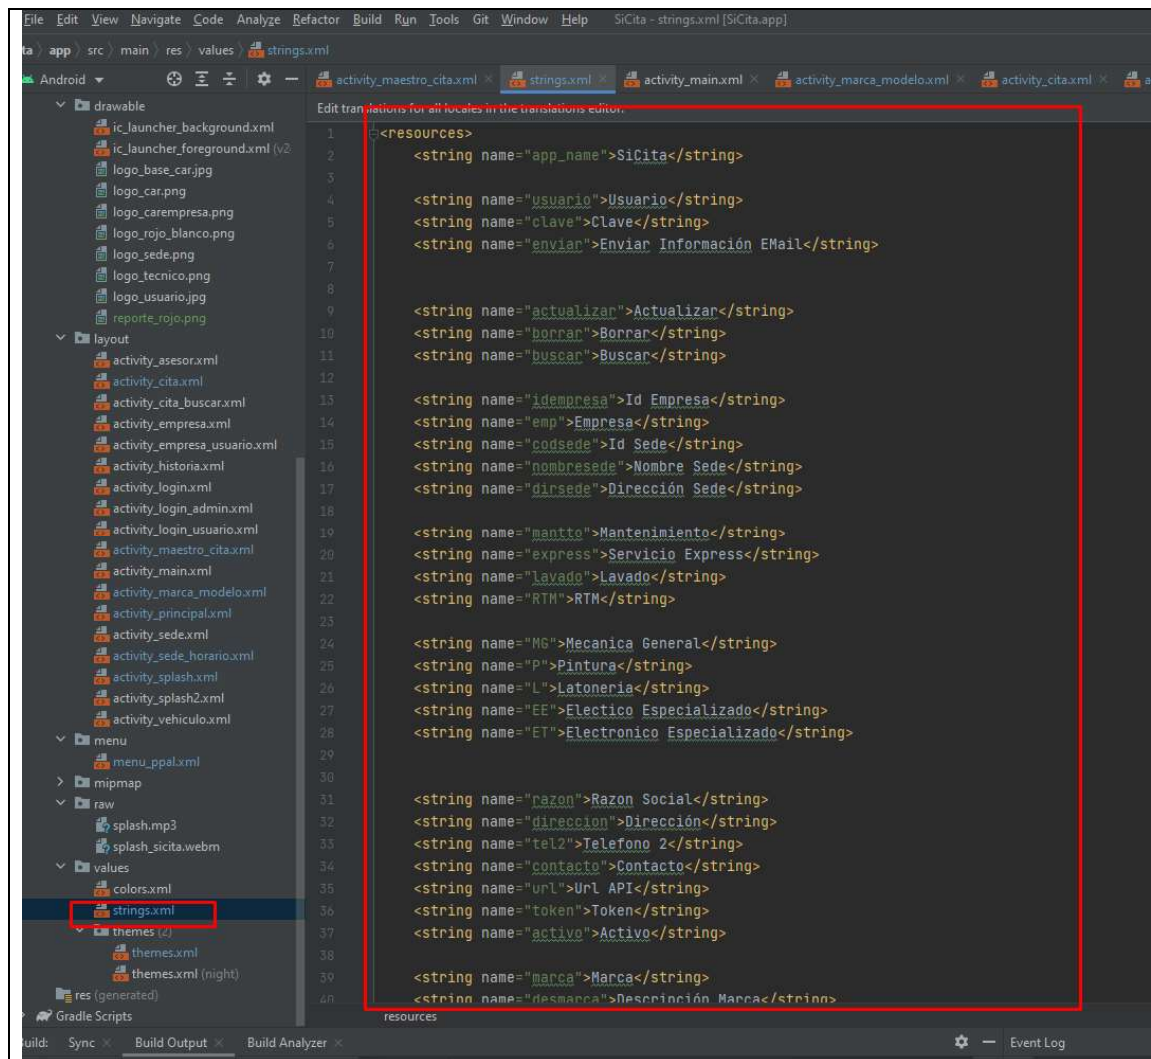 File Edit View Navigate Code Analyze Refactor Build Run Tools Git Window Help SiCita - strings.xml [SiCita.app]
ta app src main res values strings.xml
Android
activity_maestro_cita.xml strings.xml activity_main.xml activity_marca_modelo.xml activity_cita.xml
drawable
ic_launcher_background.xml
ic_launcher_foreground.xml (v2
logo_base_car.jpg
logo_car.png
logo_carempresa.png
logo_rojo_blanco.png
logo_sede.png
logo_tecnico.png
logo_usuario.jpg
reporte_rojo.png
layout
activity_asesor.xml
activity_cita.xml
activity_cita_buscar.xml
activity_empresa.xml
activity_empresa_usuario.xml
activity_historia.xml
activity_login.xml
activity_login_admin.xml
activity_login_usuario.xml
activity_maestro_cita.xml
activity_main.xml
activity_marca_modelo.xml
activity_principal.xml
activity_sede.xml
activity_sede_horario.xml
activity_splash.xml
activity_splash2.xml
activity_vehiculo.xml
menu
menu_ppal.xml
mipmap
raw
splash.mp3
splash_sicita.webm
values
colors.xml
strings.xml
themes (2)
themes.xml
themes.xml (night)
res (generated)
Gradle Scripts
Edit translations for all locales in the translations editor.
1 <resources>
2 <string name="app_name">SiCita</string>
3
4 <string name="usuario">Usuario</string>
5 <string name="clave">Clave</string>
6 <string name="enviar">Enviar Información EMail</string>
7
8
9 <string name="actualizar">Actualizar</string>
10 <string name="borrar">Borrar</string>
11 <string name="buscar">Buscar</string>
12
13 <string name="idempresa">Id Empresa</string>
14 <string name="emp">Empresa</string>
15 <string name="codsede">Id Sede</string>
16 <string name="nombresede">Nombre Sede</string>
17 <string name="dirsede">Dirección Sede</string>
18
19 <string name="mantto">Mantenimiento</string>
20 <string name="express">Servicio Express</string>
21 <string name="lavado">Lavado</string>
22 <string name="RTM">RTM</string>
23
24 <string name="MG">Mecanica General</string>
25 <string name="P">Pintura</string>
26 <string name="L">Latoneria</string>
27 <string name="EE">Electico Especializado</string>
28 <string name="ET">Electronico Especializado</string>
29
30
31 <string name="razon">Razon Social</string>
32 <string name="direccion">Dirección</string>
33 <string name="tel2">Telefono 2</string>
34 <string name="contacto">Contacto</string>
35 <string name="url">Url API</string>
36 <string name="token">Token</string>
37 <string name="activo">Activo</string>
38
39 <string name="marca">Marca</string>
40 <string name="desmarca">Descripción Marca</string>
resources
Build: Sync Build Output Build Analyzer Event Log